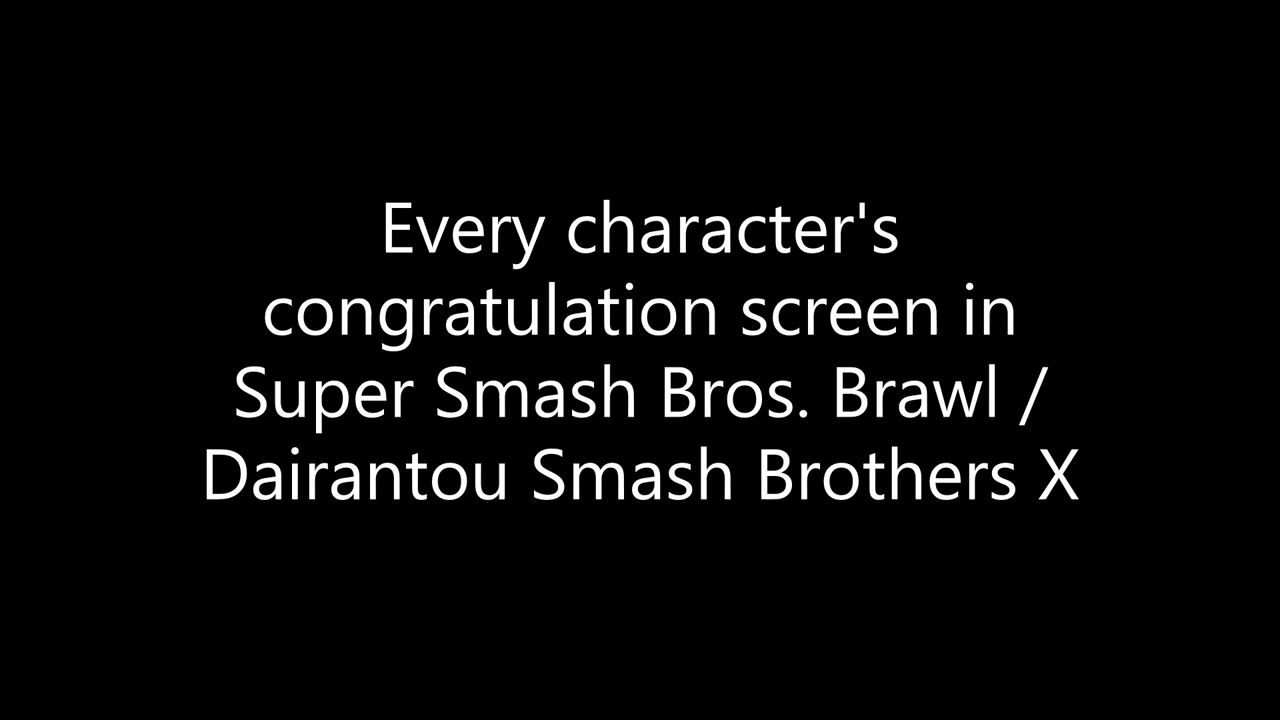 Every character's
congratulation screen in
Super Smash Bros. Brawl /
Dairantou Smash Brothers X